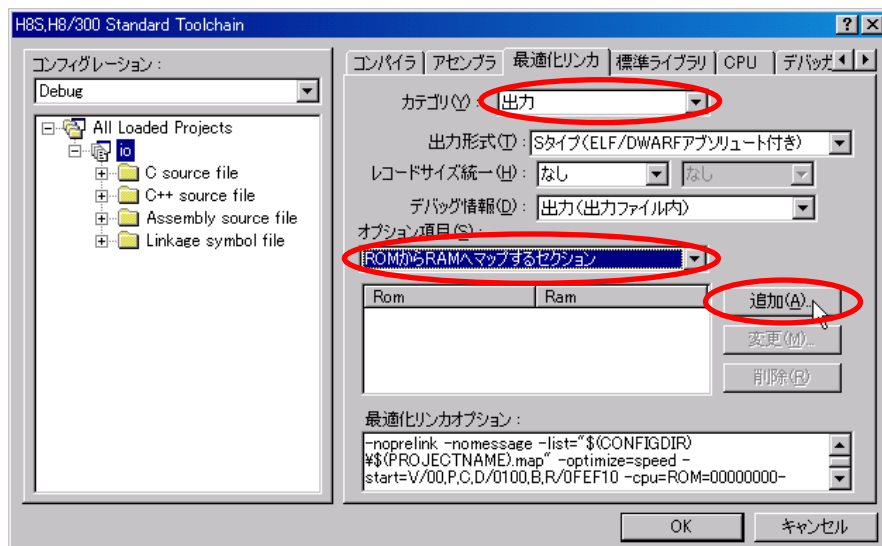 H8S,H8/300 Standard Toolchain
コンフィグレーション :
Debug
All Loaded Projects
io
C source file
C++ source file
Assembly source file
Linkage symbol file
コンパイラ アセンブラ 最適化リンカ 標準ライブラリ CPU デバッガ
カテゴリ(Y) : 出力
出力形式(T) : Sタイプ(ELF/DWARFアブソリュート付き)
レコードサイズ統一(H) : なし なし
デバッグ情報(D) : 出力(出力ファイル内)
オプション項目(S) :
ROMからRAMへマップするセクション
Rom Ram
追加(A)...
変更(M)...
削除(R)
最適化リンカオプション :
-noprelink -nomessage -list="$(CONFIGDIR)
¥$(PROJECTNAME).map" -optimize=speed -
start=V/00,P,C,D/0100,B,R/0FEF10 -cpu=ROM=00000000-
OK キャンセル